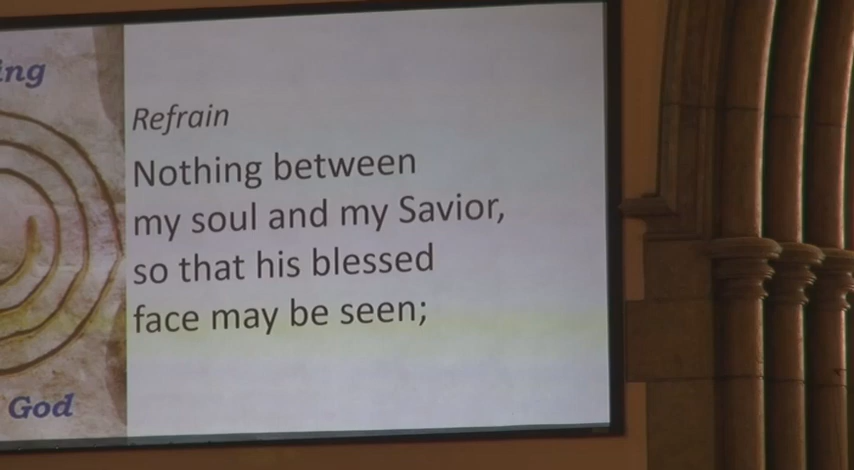 ing
Refrain
Nothing between
my soul and my Savior,
so that his blessed
face may be seen;
God